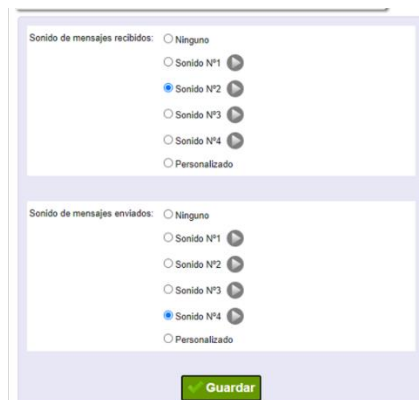 Sonido de mensajes recibidos: Ninguno
Sonido Nº1
Sonido Nº2
Sonido Nº3
Sonido Nº4
Personalizado
Sonido de mensajes enviados: Ninguno
Sonido Nº1
Sonido Nº2
Sonido Nº3
Sonido Nº4
Personalizado
Guardar